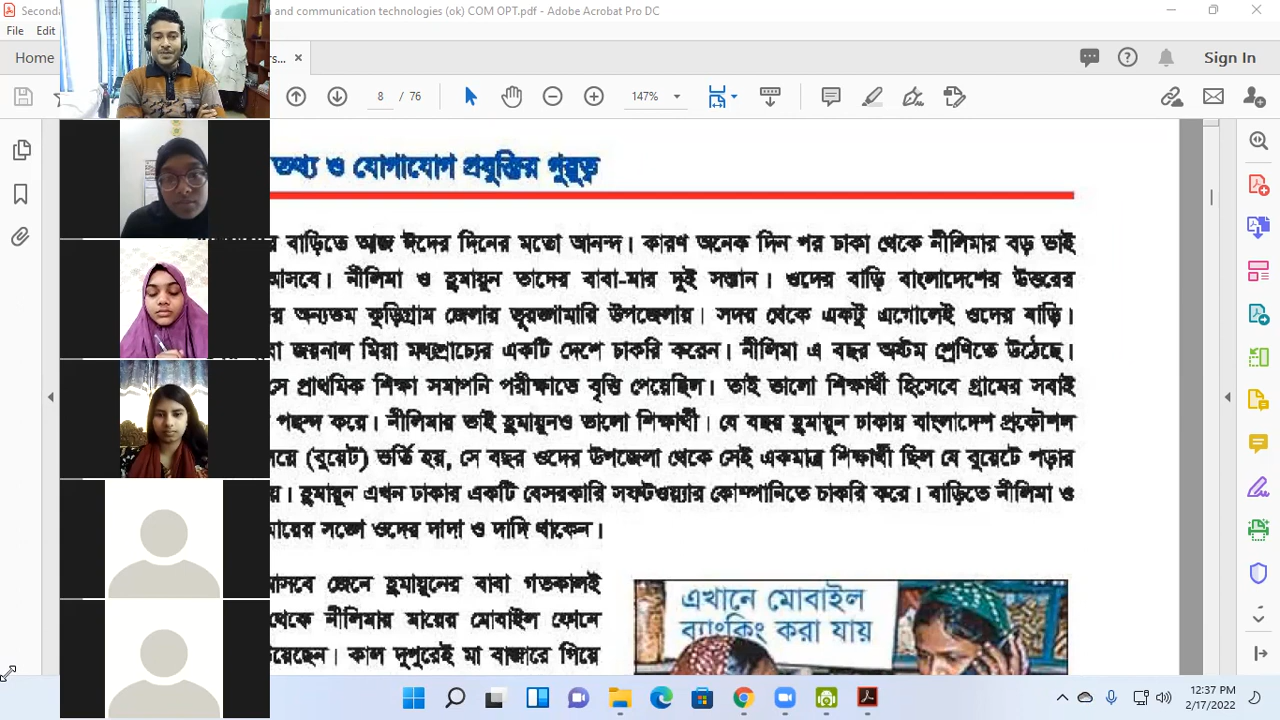 Seconda
n and communication technologies (ok) COM OPT.pdf - Adobe Acrobat Pro DC
File Edit
Home
rs... ×
Sign In
8 / 76
147%
তথ্য ও যোগাযোগ প্রযুক্তির গুরুত্ব
বাড়িতে আজ ঈদের দিনের মতো আনন্দ। কারণ অনেক দিন পর ঢাকা থেকে নীলিমার বড় ভাই
আসবে। নীলিমা ও হুমায়ুন তাদের বাবা-মার দুই সন্তান। ওদের বাড়ি বাংলাদেশের উত্তরের
র অন্যতম কুড়িগ্রাম জেলার ভুরুঙ্গামারি উপজেলায়। সদর থেকে একটু এগোলেই ওদের বাড়ি।
বা জয়নাল মিয়া মধ্যপ্রাচ্যের একটি দেশে চাকরি করেন। নীলিমা এ বছর অষ্টম শ্রেণিতে উঠেছে।
সে প্রাথমিক শিক্ষা সমাপনি পরীক্ষাতে বৃত্তি পেয়েছিল। তাই ভালো শিক্ষার্থী হিসেবে গ্রামের সবাই
পছন্দ করে। নীলিমার ভাই হুমায়ুনও ভালো শিক্ষার্থী। যে বছর হুমায়ুন ঢাকায় বাংলাদেশ প্রকৌশল
লয়ে (বুয়েট) ভর্তি হয়, সে বছর ওদের উপজেলা থেকে সেই একমাত্র শিক্ষার্থী ছিল যে বুয়েটে পড়ার
য়। হুমায়ুন এখন ঢাকার একটি বেসরকারি সফটওয়্যার কোম্পানিতে চাকরি করে। বাড়িতে নীলিমা ও
মায়ের সঙ্গে ওদের দাদা ও দাদি থাকেন।
আসবে জেনে হুমায়ুনের বাবা গতকালই
থেকে নীলিমার মায়ের মোবাইল ফোনে
য়েছেন। কাল দুপুরেই মা বাজারে গিয়ে
এখানে মোবাইল
ব্যাংকিং করা যায়
12:37 PM
2/17/2022